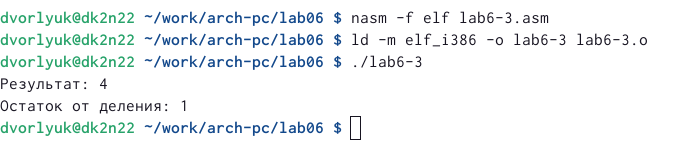 dvorlyuk@dk2n22 ~/work/arch-pc/lab06 $ nasm -f elf lab6-3.asm
dvorlyuk@dk2n22 ~/work/arch-pc/lab06 $ ld -m elf_i386 -o lab6-3 lab6-3.o
dvorlyuk@dk2n22 ~/work/arch-pc/lab06 $ ./lab6-3
Результат: 4
Остаток от деления: 1
dvorlyuk@dk2n22 ~/work/arch-pc/lab06 $